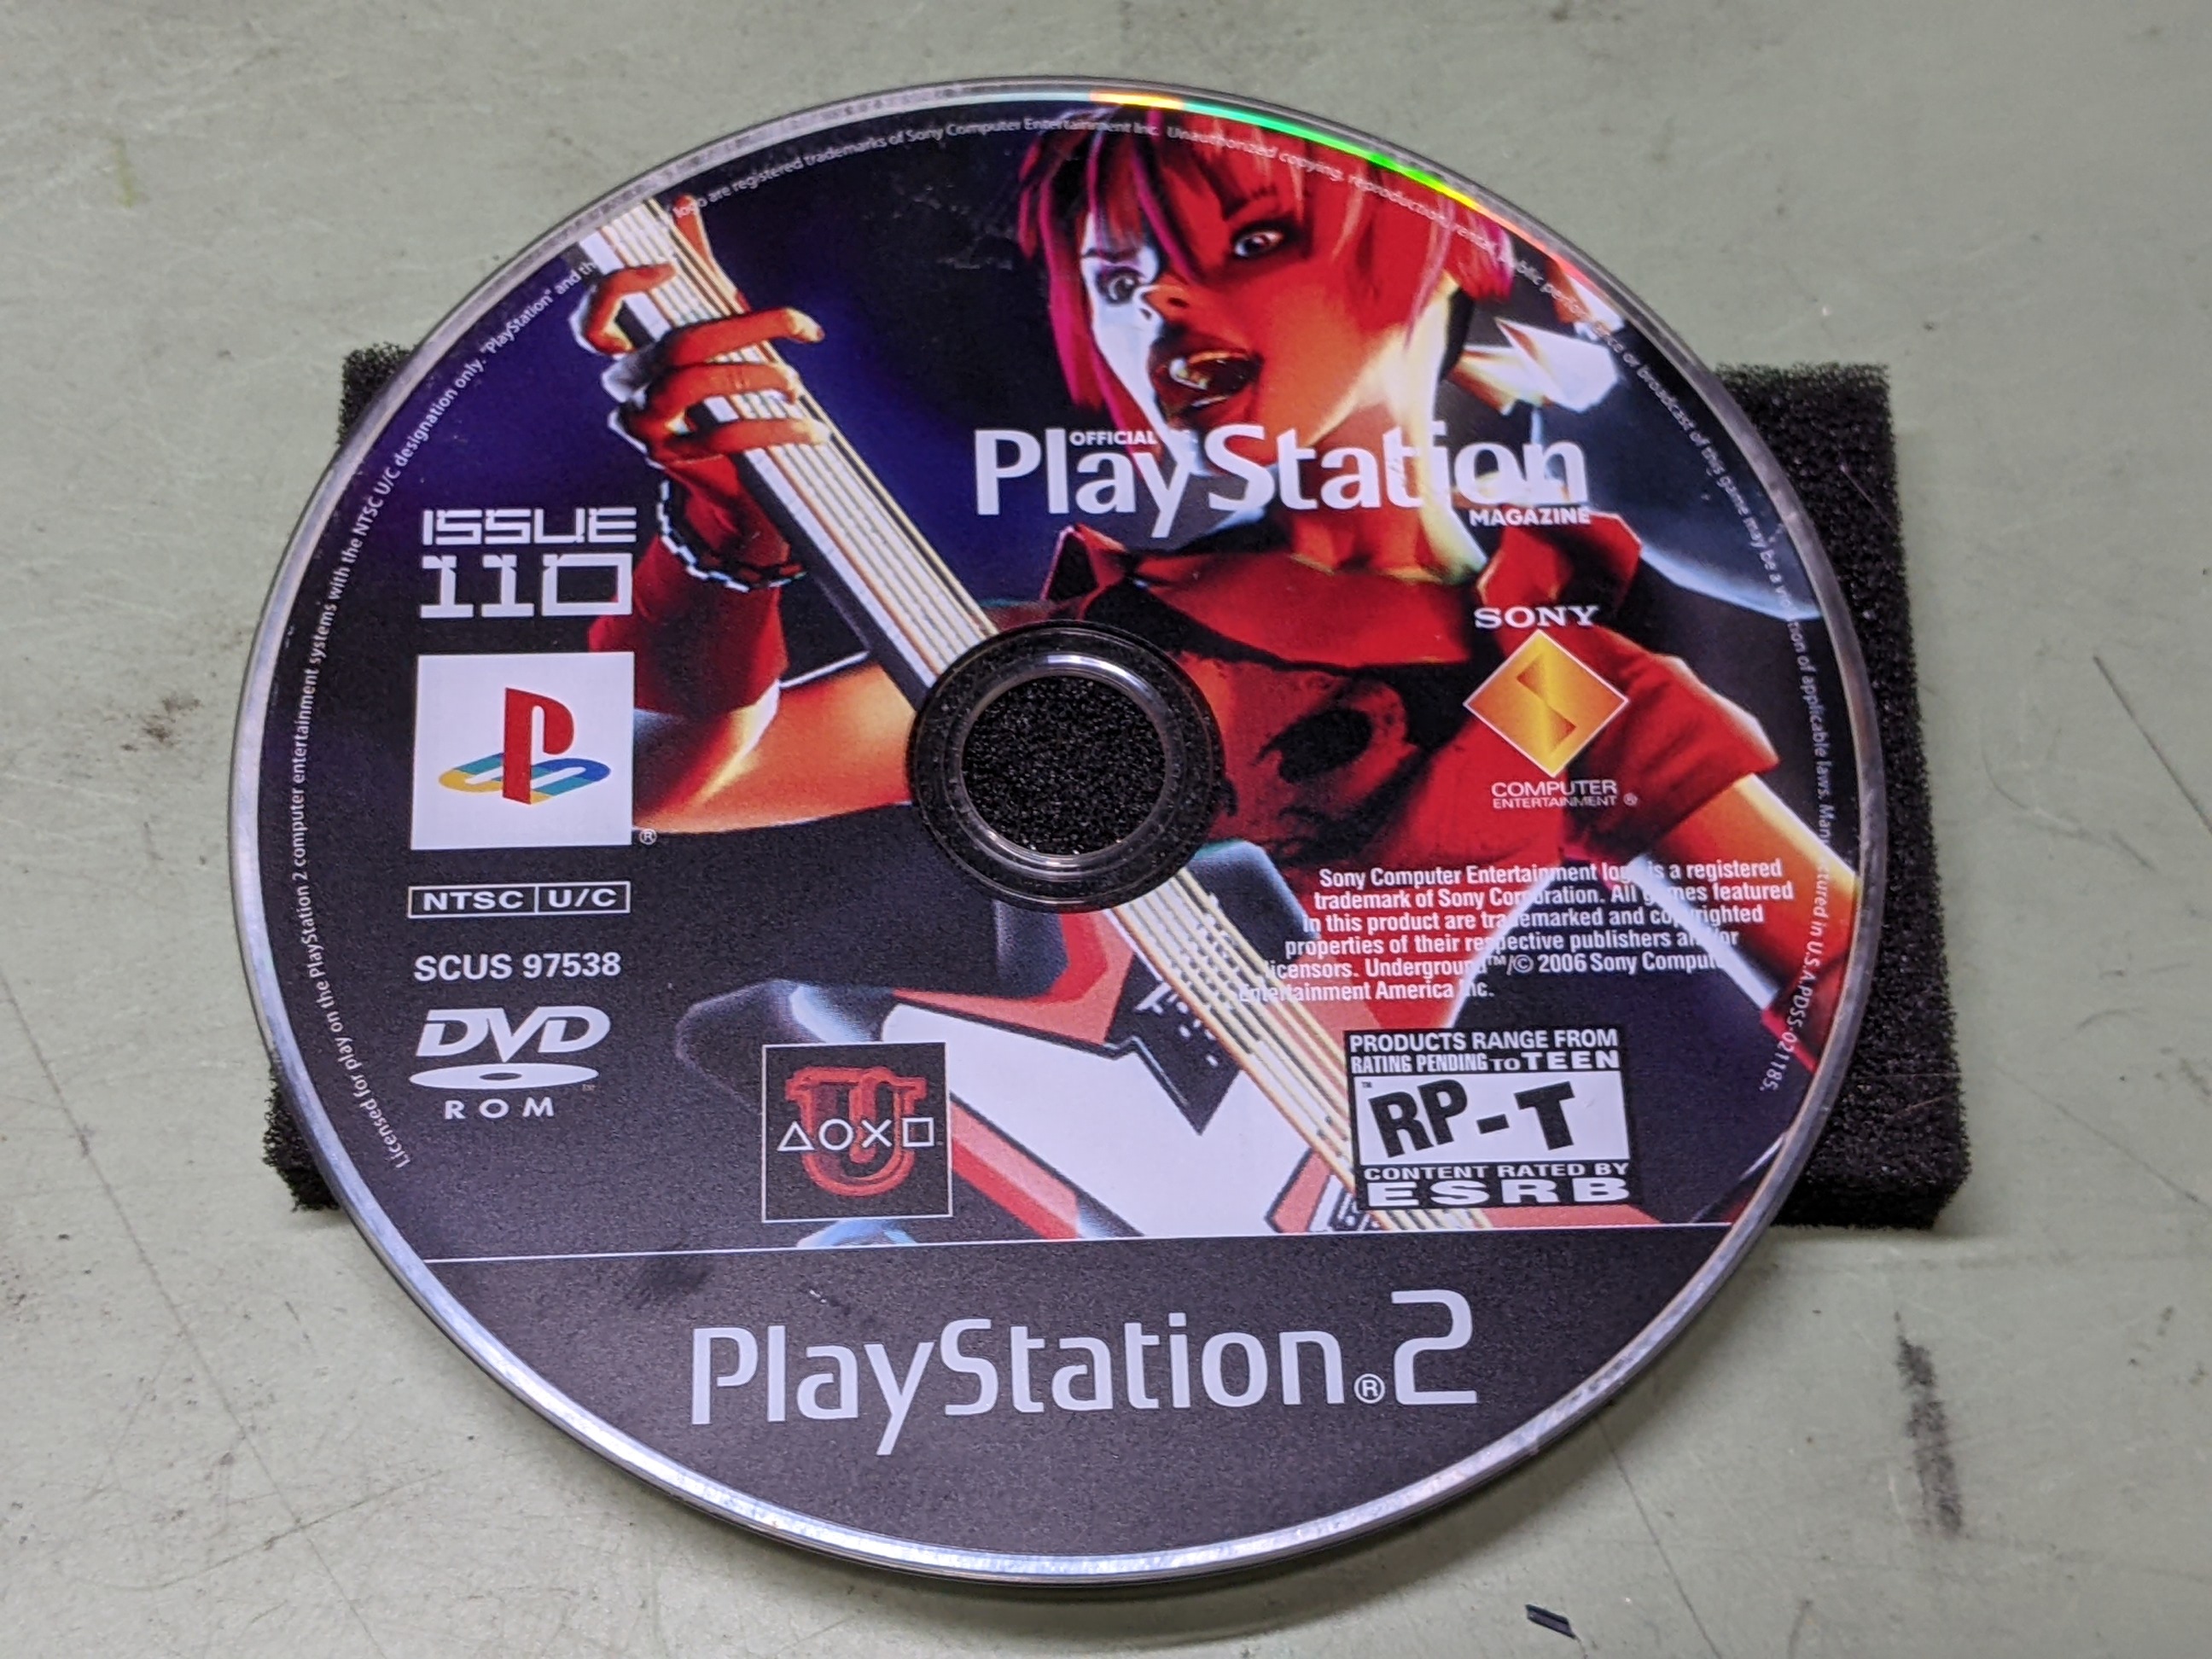 Licensed for play on the PlayStation 2 computer entertainment systems with the NTSC U/C designation only. "PlayStation" and th logo are registered trademarks of Sony Computer Entertainment Inc. Unauthorized copying, reproduction, rental, public performance or broadcast of this game may be a violation of applicable laws. Manufactured in U.S.A. PDSS-021185.
OFFICIAL
PlayStation
MAGAZINE
ISSUE
110
SONY
COMPUTER
ENTERTAINMENT ®
®
NTSC U/C
SCUS 97538
DVD
™
ROM
Sony Computer Entertainment logo is a registered
trademark of Sony Corporation. All games featured
in this product are trademarked and copyrighted
properties of their respective publishers and/or
licensors. Underground™/© 2006 Sony Computer
Entertainment America Inc.
U
△○×□
PRODUCTS RANGE FROM
RATING PENDING TO TEEN
™
RP-T
CONTENT RATED BY
ESRB
PlayStation®2